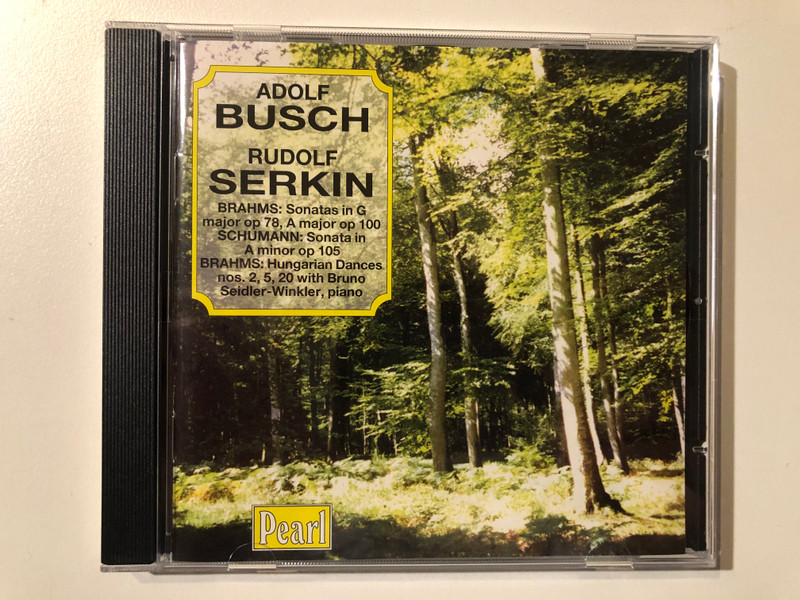 ADOLF
BUSCH
RUDOLF
SERKIN
BRAHMS: Sonatas in G
major op 78, A major op 100
SCHUMANN: Sonata in
A minor op 105
BRAHMS: Hungarian Dances
nos. 2, 5, 20 with Bruno
Seidler-Winkler, piano
Pearl